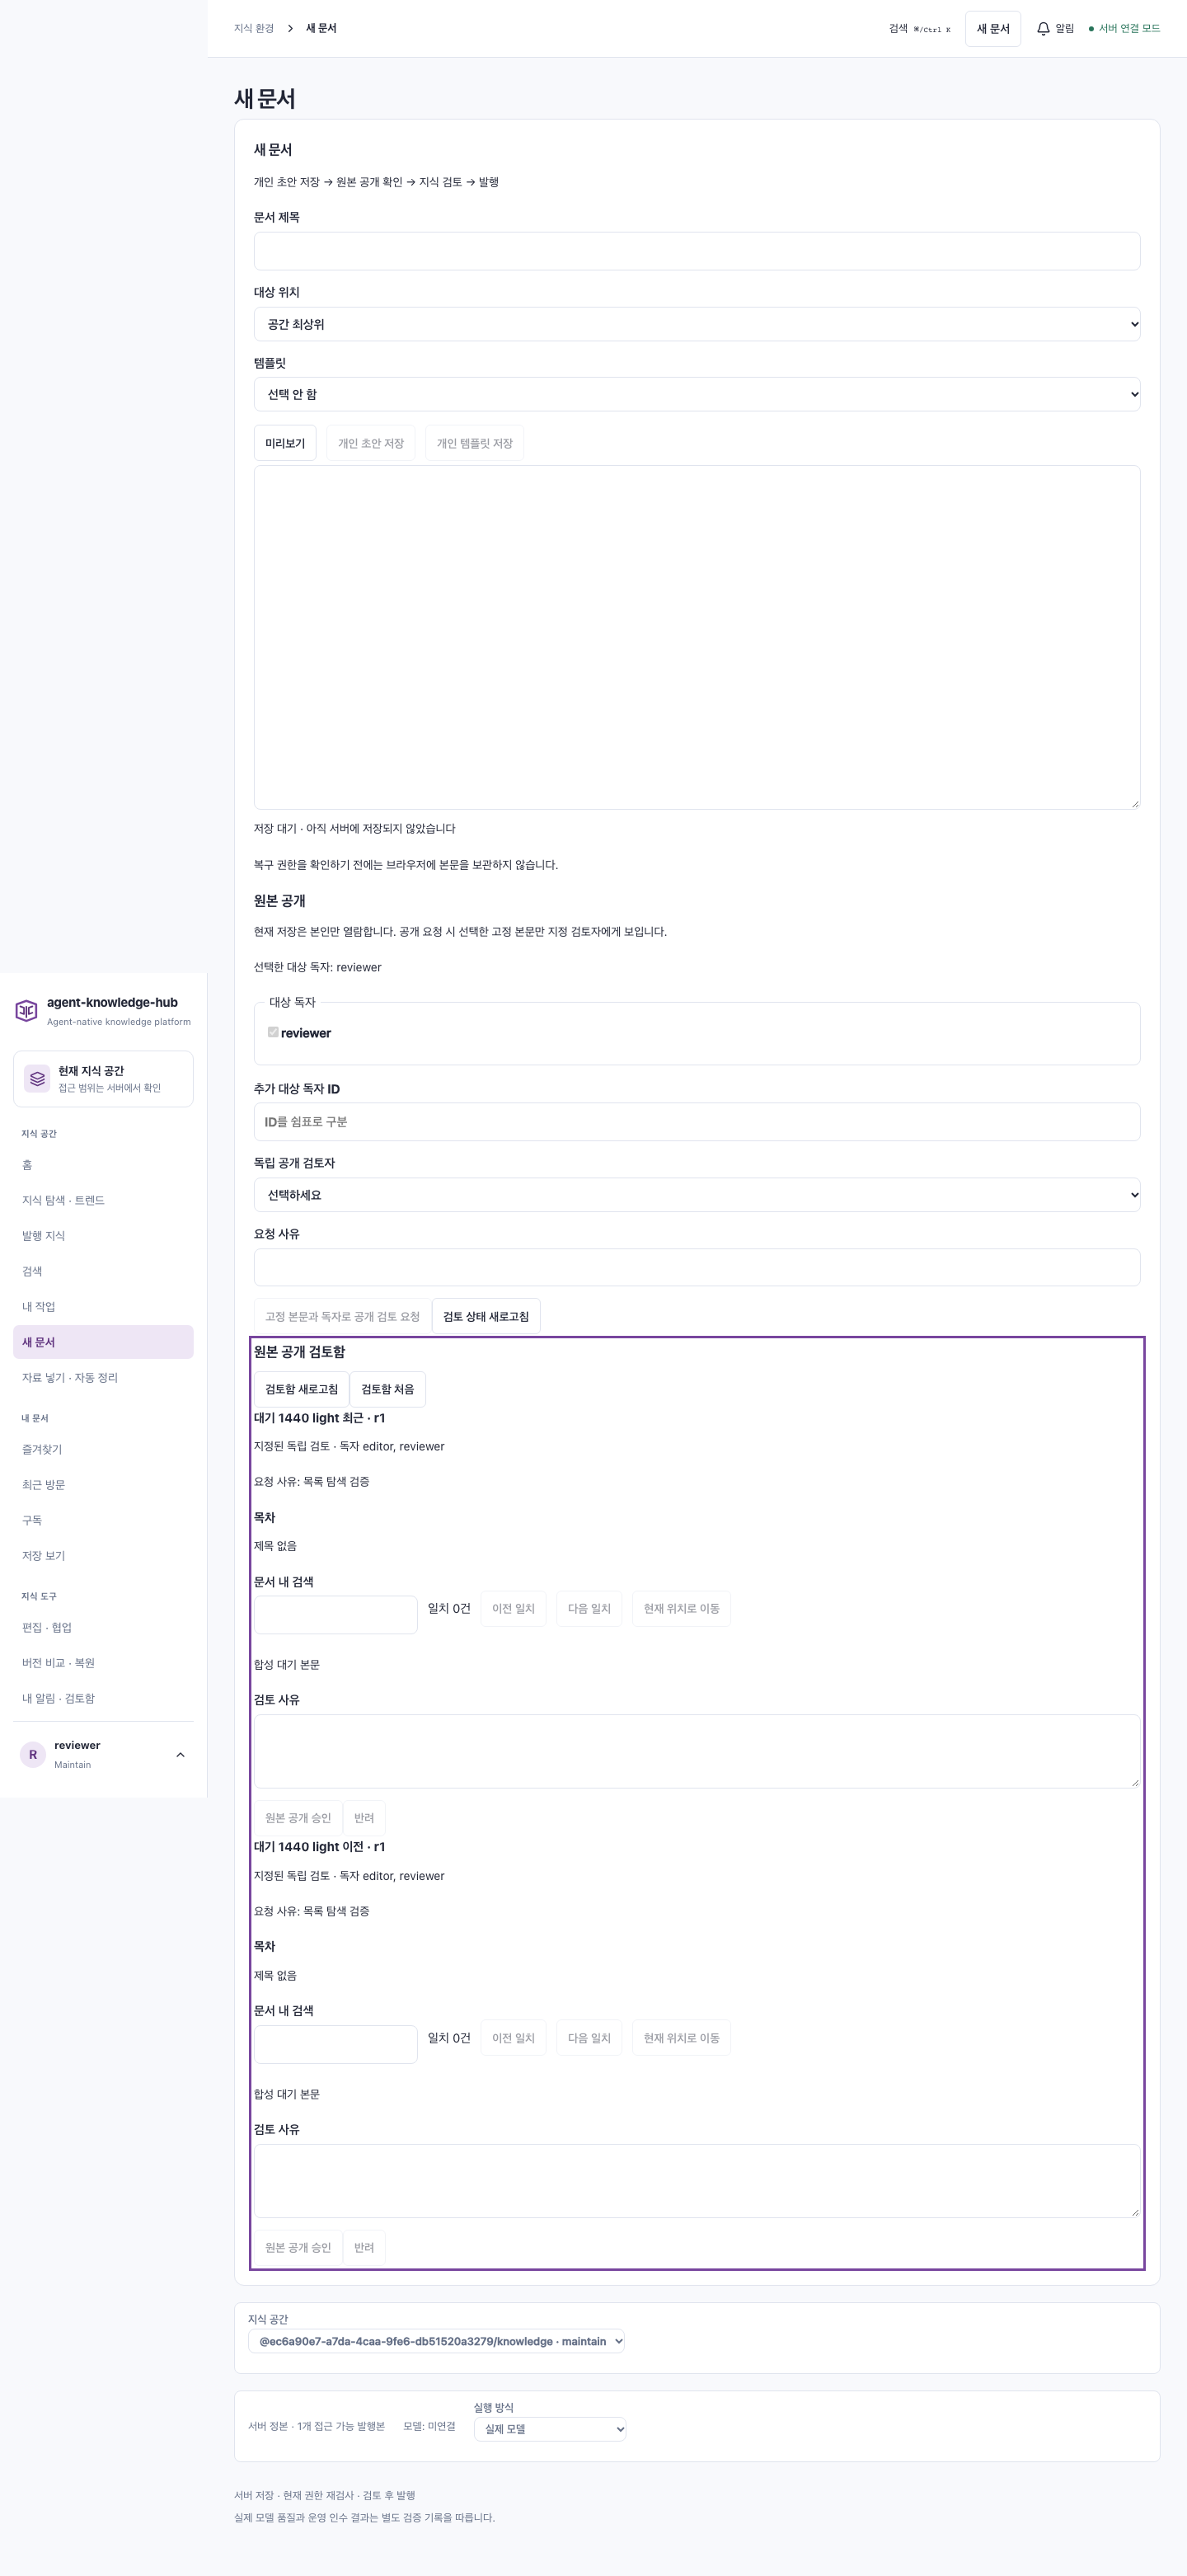 지식 환경 > 새 문서
검색 ⌘/Ctrl K
새 문서
알림
서버 연결 모드
새 문서
새 문서
개인 초안 저장 → 원본 공개 확인 → 지식 검토 → 발행
문서 제목
대상 위치
공간 최상위
템플릿
선택 안 함
미리보기 개인 초안 저장 개인 템플릿 저장
저장 대기 · 아직 서버에 저장되지 않았습니다
복구 권한을 확인하기 전에는 브라우저에 본문을 보관하지 않습니다.
원본 공개
현재 저장은 본인만 열람합니다. 공개 요청 시 선택한 고정 본문만 지정 검토자에게 보입니다.
선택한 대상 독자: reviewer
대상 독자
reviewer
추가 대상 독자 ID
ID를 쉼표로 구분
독립 공개 검토자
선택하세요
요청 사유
고정 본문과 독자로 공개 검토 요청 검토 상태 새로고침
원본 공개 검토함
검토함 새로고침 검토함 처음
대기 1440 light 최근 · r1
지정된 독립 검토 · 독자 editor, reviewer
요청 사유: 목록 탐색 검증
목차
제목 없음
문서 내 검색
일치 0건 이전 일치 다음 일치 현재 위치로 이동
합성 대기 본문
검토 사유
원본 공개 승인 반려
대기 1440 light 이전 · r1
지정된 독립 검토 · 독자 editor, reviewer
요청 사유: 목록 탐색 검증
목차
제목 없음
문서 내 검색
일치 0건 이전 일치 다음 일치 현재 위치로 이동
합성 대기 본문
검토 사유
원본 공개 승인 반려
지식 공간
@ec6a90e7-a7da-4caa-9fe6-db51520a3279/knowledge · maintain
실행 방식
서버 정본 · 1개 접근 가능 발행본 모델: 미연결 실제 모델
서버 저장 · 현재 권한 재검사 · 검토 후 발행
실제 모델 품질과 운영 인수 결과는 별도 검증 기록을 따릅니다.
agent-knowledge-hub
Agent-native knowledge platform
현재 지식 공간
접근 범위는 서버에서 확인
지식 공간
홈
지식 탐색 · 트렌드
발행 지식
검색
내 작업
새 문서
자료 넣기 · 자동 정리
내 문서
즐겨찾기
최근 방문
구독
저장 보기
지식 도구
편집 · 협업
버전 비교 · 복원
내 알림 · 검토함
R
reviewer
Maintain